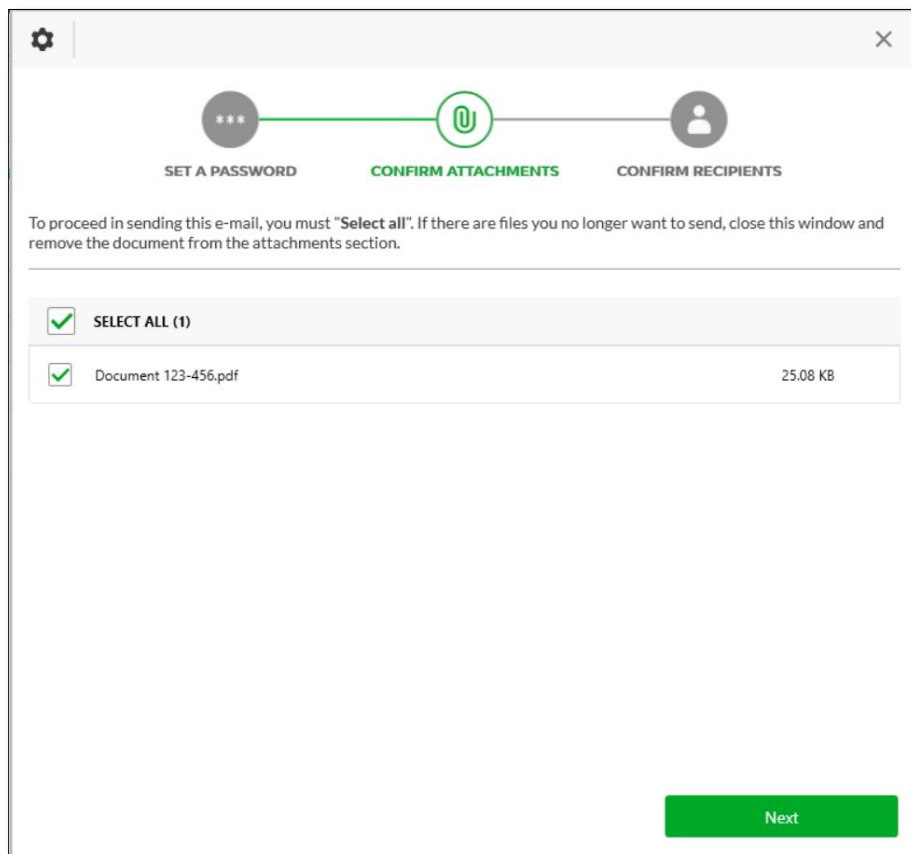 ***
SET A PASSWORD
CONFIRM ATTACHMENTS
CONFIRM RECIPIENTS
To proceed in sending this e-mail, you must "Select all". If there are files you no longer want to send, close this window and
remove the document from the attachments section.
SELECT ALL (1)
Document 123-456.pdf 25.08 KB
Next